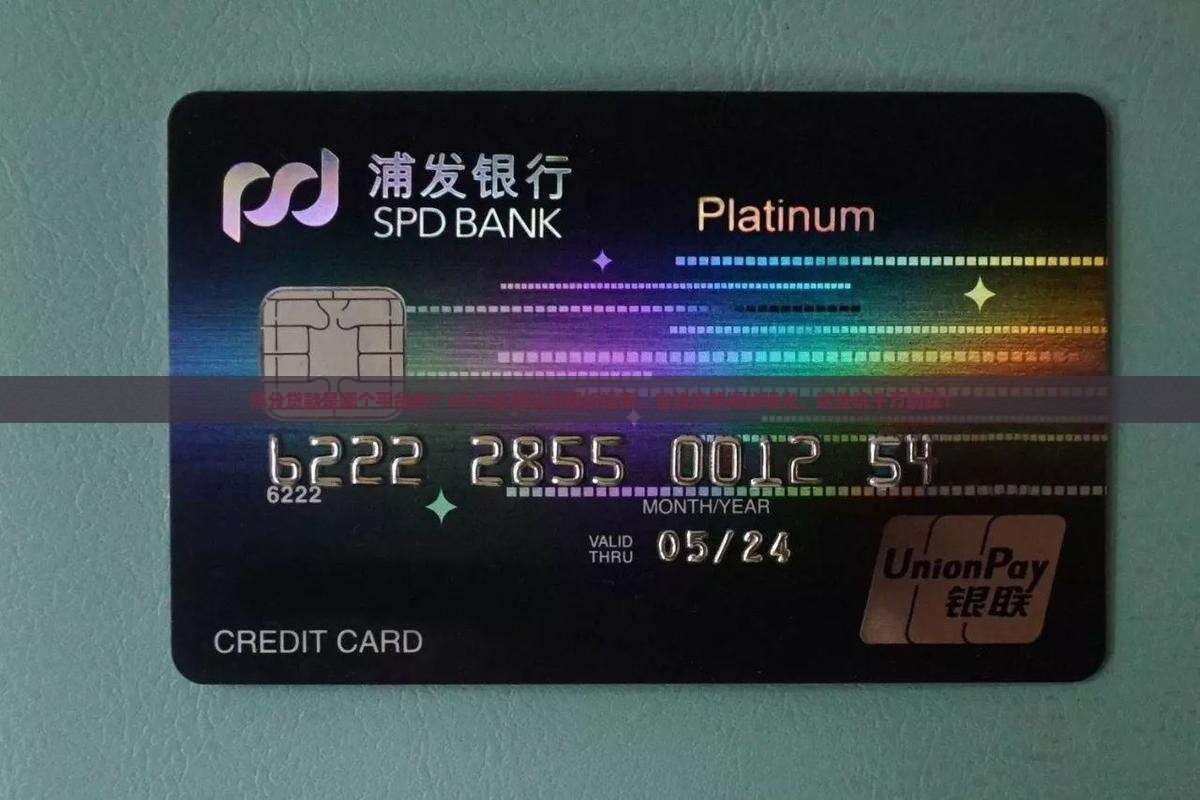 浦发银行
SPD BANK
Platinum
6222 2855 0012 54
6222
MONTH/YEAR
VALID
THRU
05/24
UnionPay
银联
CREDIT CARD